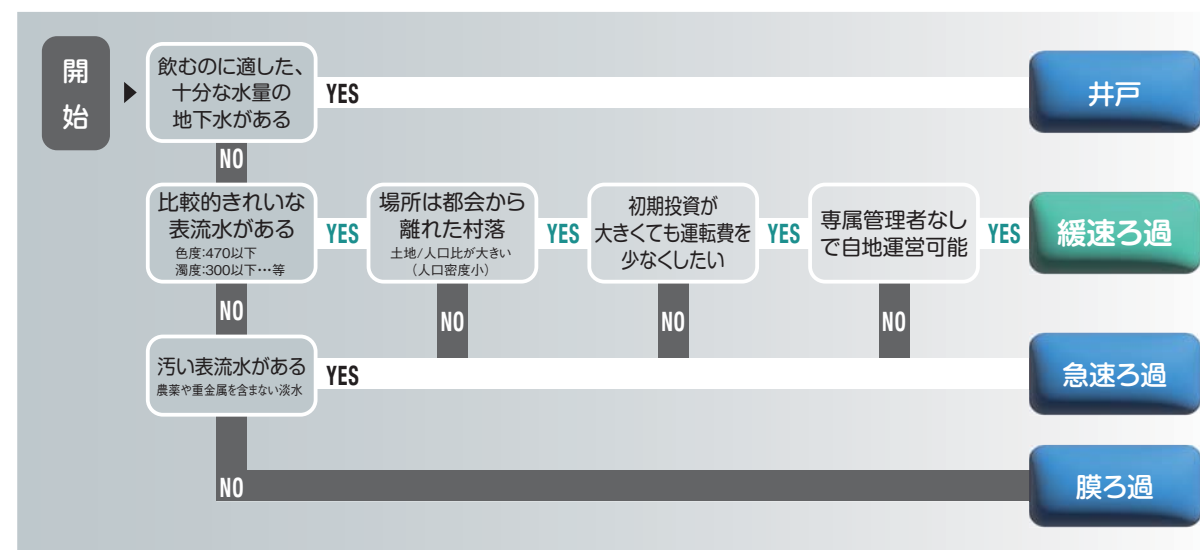 開
始
飲むのに適した、
十分な水量の
地下水がある
YES
井戸
NO
比較的きれいな
表流水がある
色度:470以下
濁度:300以下…等
YES
場所は都会から
離れた村落
土地/人口比が大きい
（人口密度小）
YES
初期投資が
大きくても運転費を
少なくしたい
YES
専属管理者なし
で自地運営可能
YES
緩速ろ過
NO
NO
NO
NO
汚い表流水がある
農薬や重金属を含まない淡水
YES
急速ろ過
NO
膜ろ過